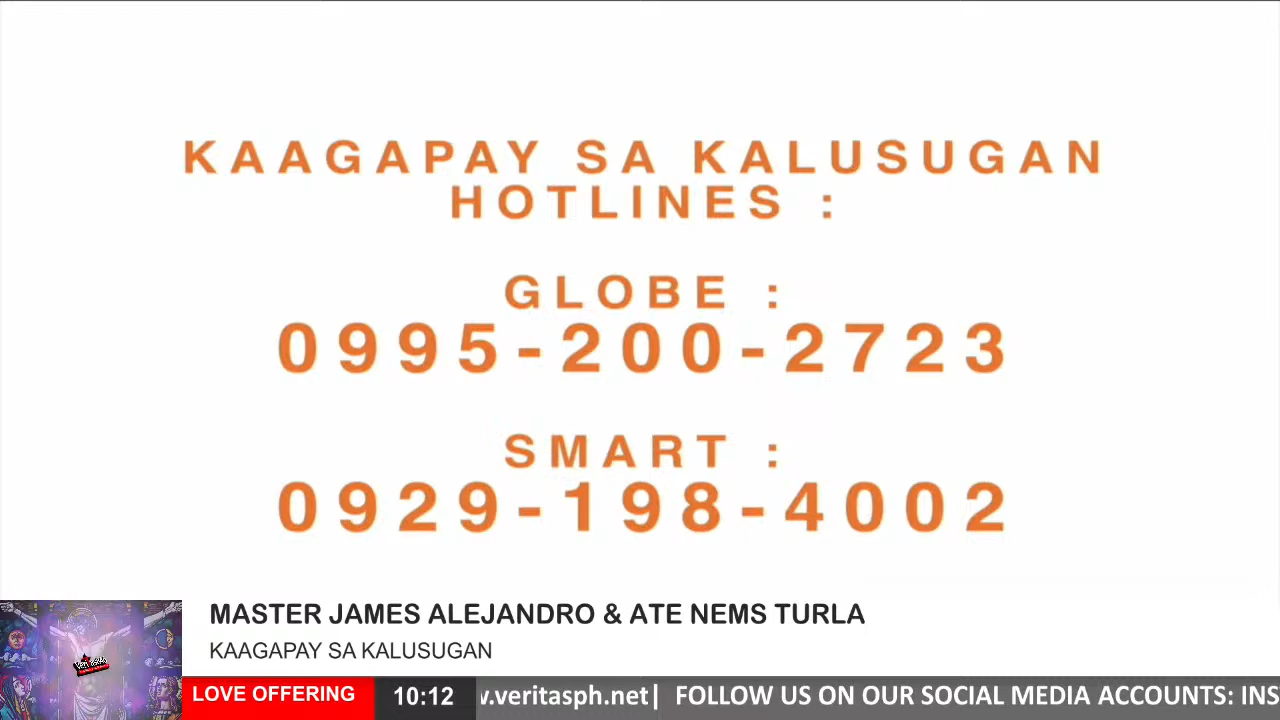 KAAGAPAY SA KALUSUGAN
HOTLINES :
GLOBE :
0995-200-2723
SMART :
0929-198-4002
MASTER JAMES ALEJANDRO & ATE NEMS TURLA
KAAGAPAY SA KALUSUGAN
LOVE OFFERING
10:12
.veritasph.net| FOLLOW US ON OUR SOCIAL MEDIA ACCOUNTS: INS